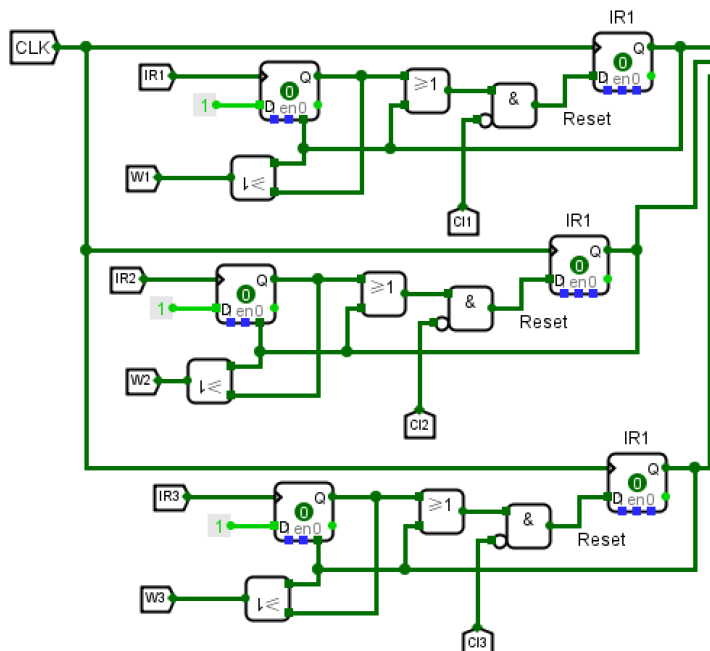 IR1
CLK
IR1
Q
0
D en0
1
≥1
&
Q
0
D en0
Reset
W1
≥1
CI1
IR1
IR2
Q
0
D en0
1
≥1
&
Q
0
D en0
Reset
W2
≥1
CI2
IR1
IR3
Q
0
D en0
1
≥1
&
Q
0
D en0
Reset
W3
≥1
CI3